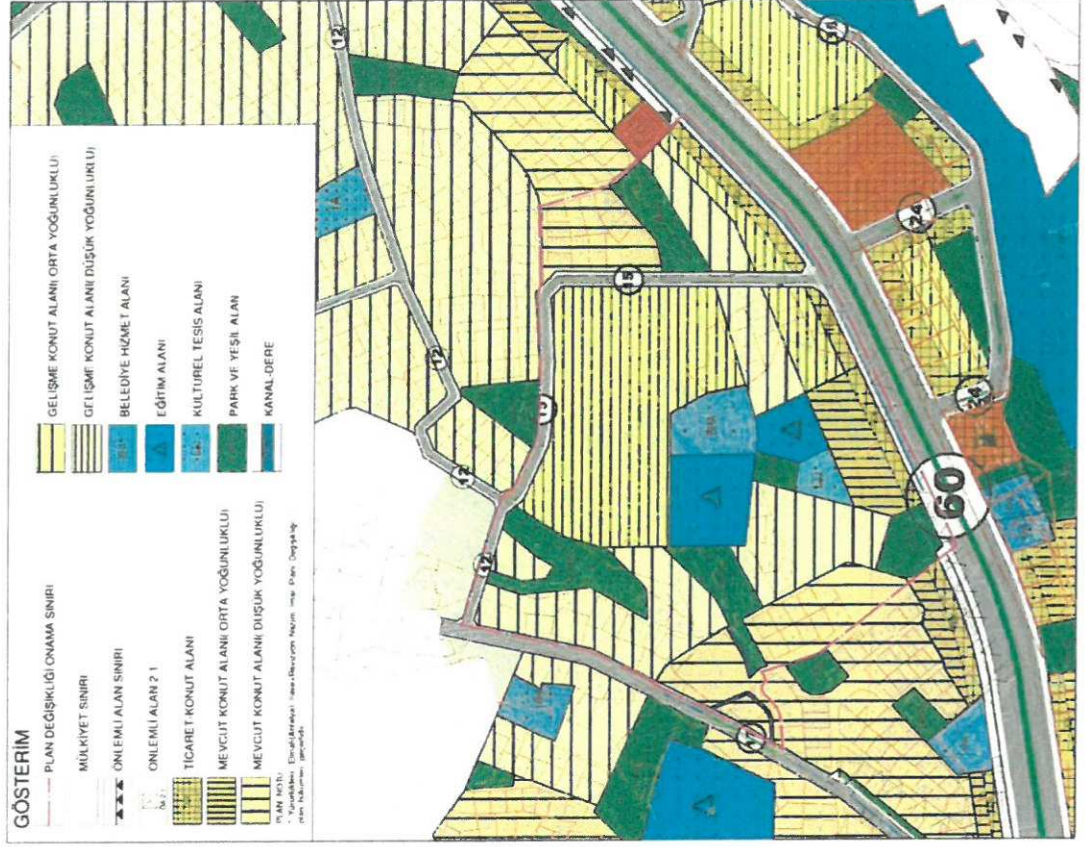 GÖSTERİM
PLAN DEĞİŞİKLİĞİ ONAMA SINIRI
MÜLKİYET SINIRI
ÖNLEMLİ ALAN SINIRI
ÖNLEMLİ ALAN 2.1
TİCARET-KONUT ALANI
MEVCUT KONUT ALANI( ORTA YOĞUNLUKLU)
MEVCUT KONUT ALANI( DÜŞÜK YOĞUNLUKLU)
PLAN NOTU
GELİŞME KONUT ALANI( ORTA YOĞUNLUKLU)
GELİŞME KONUT ALANI( DÜŞÜK YOĞUNLUKLU)
BELEDİYE HİZMET ALANI
EĞİTİM ALANI
KÜLTÜREL TESİS ALANI
PARK VE YEŞİL ALAN
KANAL-DERE
12
12
12
12
15
15
24
24
60